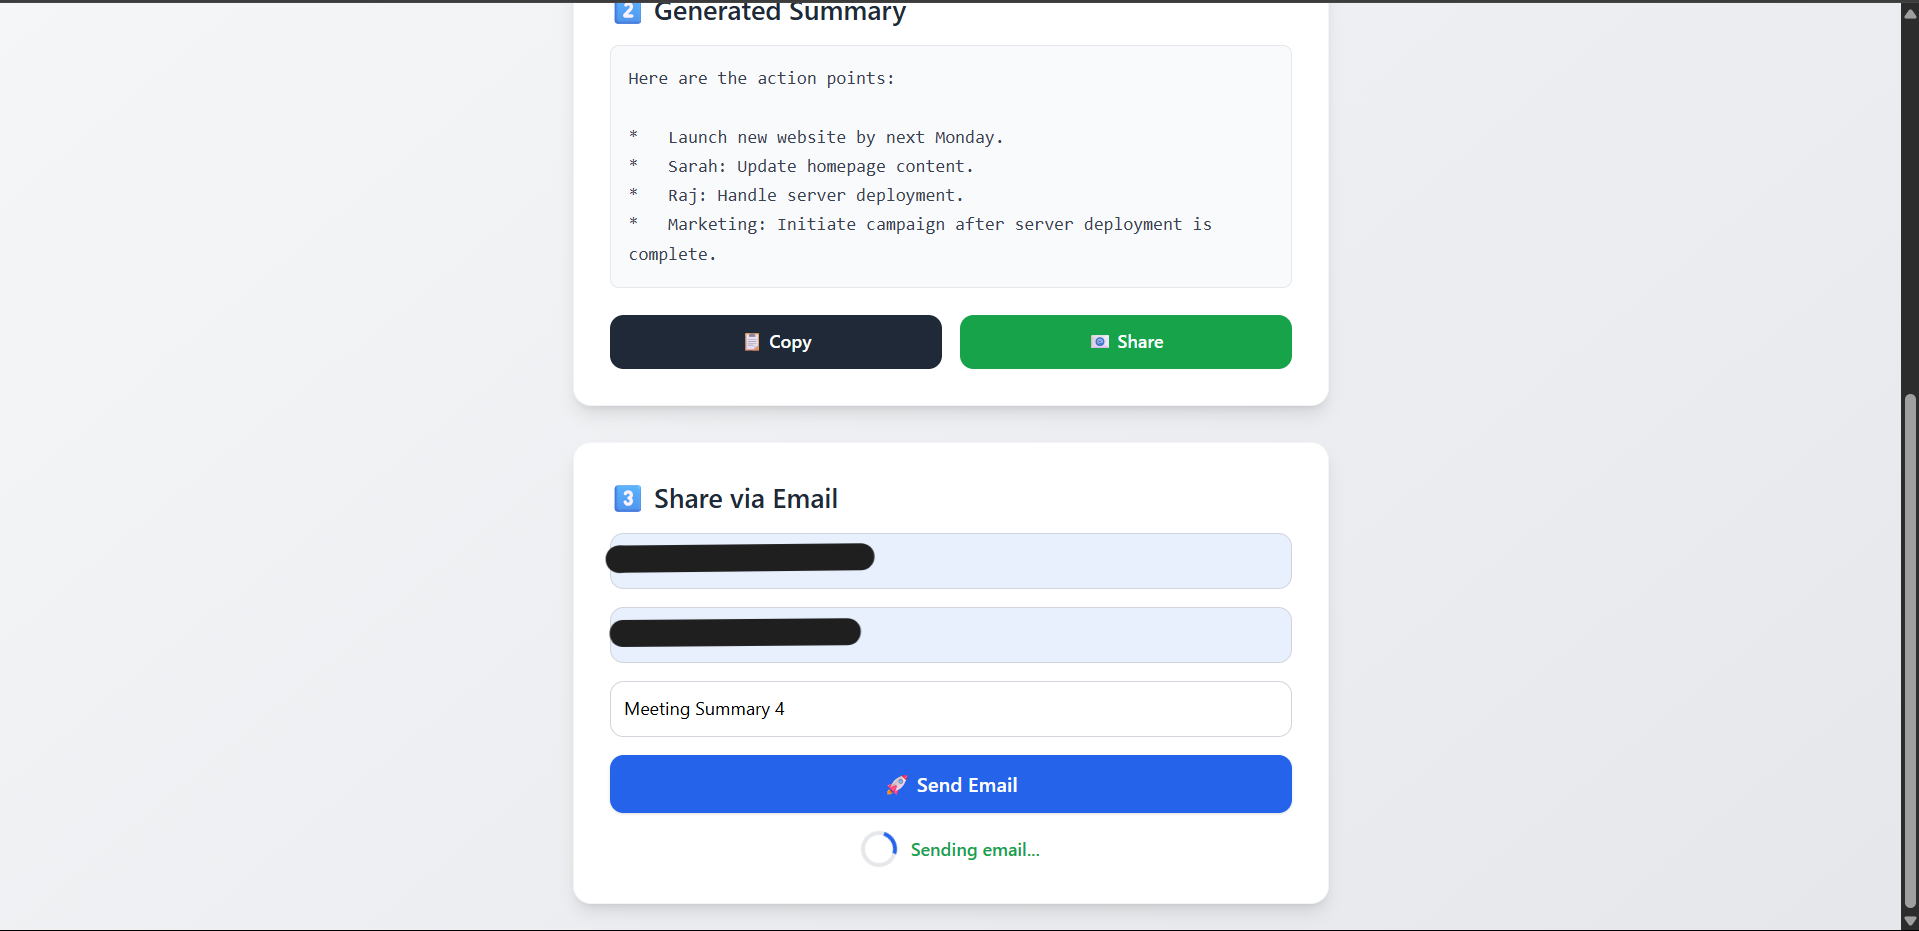 2 Generated Summary
Here are the action points:
*   Launch new website by next Monday.
*   Sarah: Update homepage content.
*   Raj: Handle server deployment.
*   Marketing: Initiate campaign after server deployment is
complete.
📋 Copy
📧 Share
3 Share via Email
Meeting Summary 4
🚀 Send Email
Sending email...